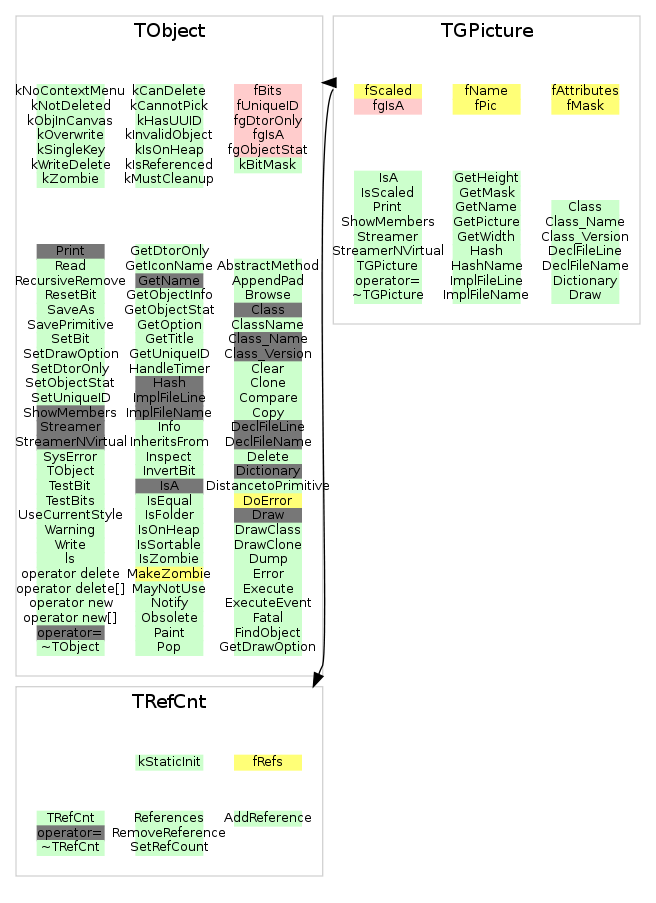 TObject
kNoContextMenu kCanDelete fBits
kNotDeleted kCannotPick fUniqueID
kObjInCanvas kHasUUID fgDtorOnly
kOverwrite kInvalidObject fgIsA
kSingleKey kIsOnHeap fgObjectStat
kWriteDelete kIsReferenced kBitMask
kZombie kMustCleanup
Print GetDtorOnly
Read GetIconName AbstractMethod
RecursiveRemove GetName AppendPad
ResetBit GetObjectInfo Browse
SaveAs GetObjectStat Class
SavePrimitive GetOption ClassName
SetBit GetTitle Class_Name
SetDrawOption GetUniqueID Class_Version
SetDtorOnly HandleTimer Clear
SetObjectStat Hash Clone
SetUniqueID ImplFileLine Compare
ShowMembers ImplFileName Copy
Streamer Info DeclFileLine
StreamerNVirtual InheritsFrom DeclFileName
SysError Inspect Delete
TObject InvertBit Dictionary
TestBit IsA DistancetoPrimitive
TestBits IsEqual DoError
UseCurrentStyle IsFolder Draw
Warning IsOnHeap DrawClass
Write IsSortable DrawClone
ls IsZombie Dump
operator delete MakeZombie Error
operator delete[] MayNotUse Execute
operator new Notify ExecuteEvent
operator new[] Obsolete Fatal
operator= Paint FindObject
~TObject Pop GetDrawOption
TGPicture
fScaled fName fAttributes
fgIsA fPic fMask
IsA GetHeight
IsScaled GetMask
Print GetName Class
ShowMembers GetPicture Class_Name
Streamer GetWidth Class_Version
StreamerNVirtual Hash DeclFileLine
TGPicture HashName DeclFileName
operator= ImplFileLine Dictionary
~TGPicture ImplFileName Draw
TRefCnt
kStaticInit fRefs
TRefCnt References AddReference
operator= RemoveReference
~TRefCnt SetRefCount